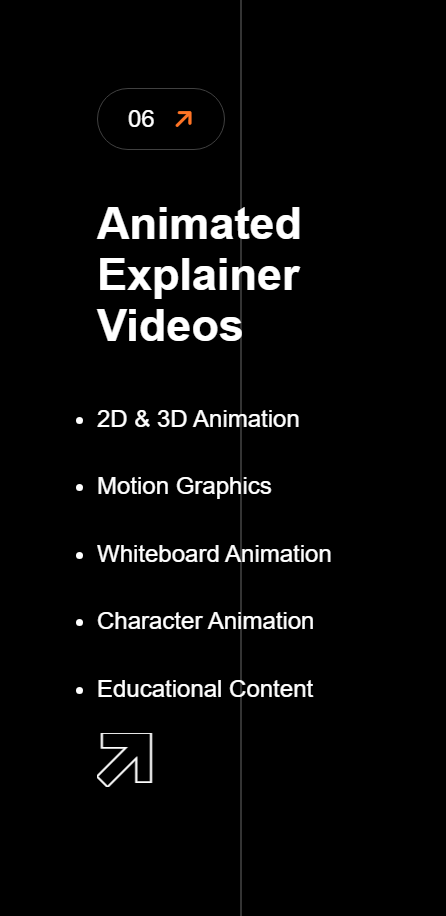 06
Animated
Explainer
Videos
2D & 3D Animation
Motion Graphics
Whiteboard Animation
Character Animation
Educational Content